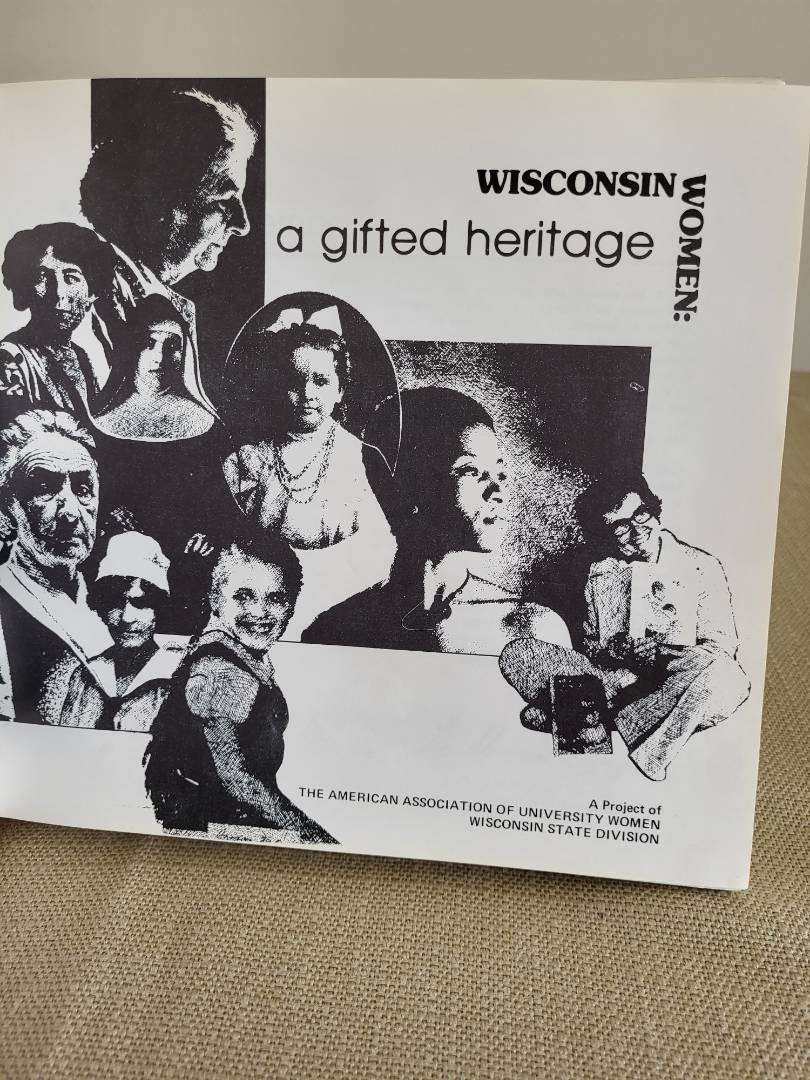 WISCONSIN
WOMEN:
a gifted heritage
A Project of
THE AMERICAN ASSOCIATION OF UNIVERSITY WOMEN
WISCONSIN STATE DIVISION